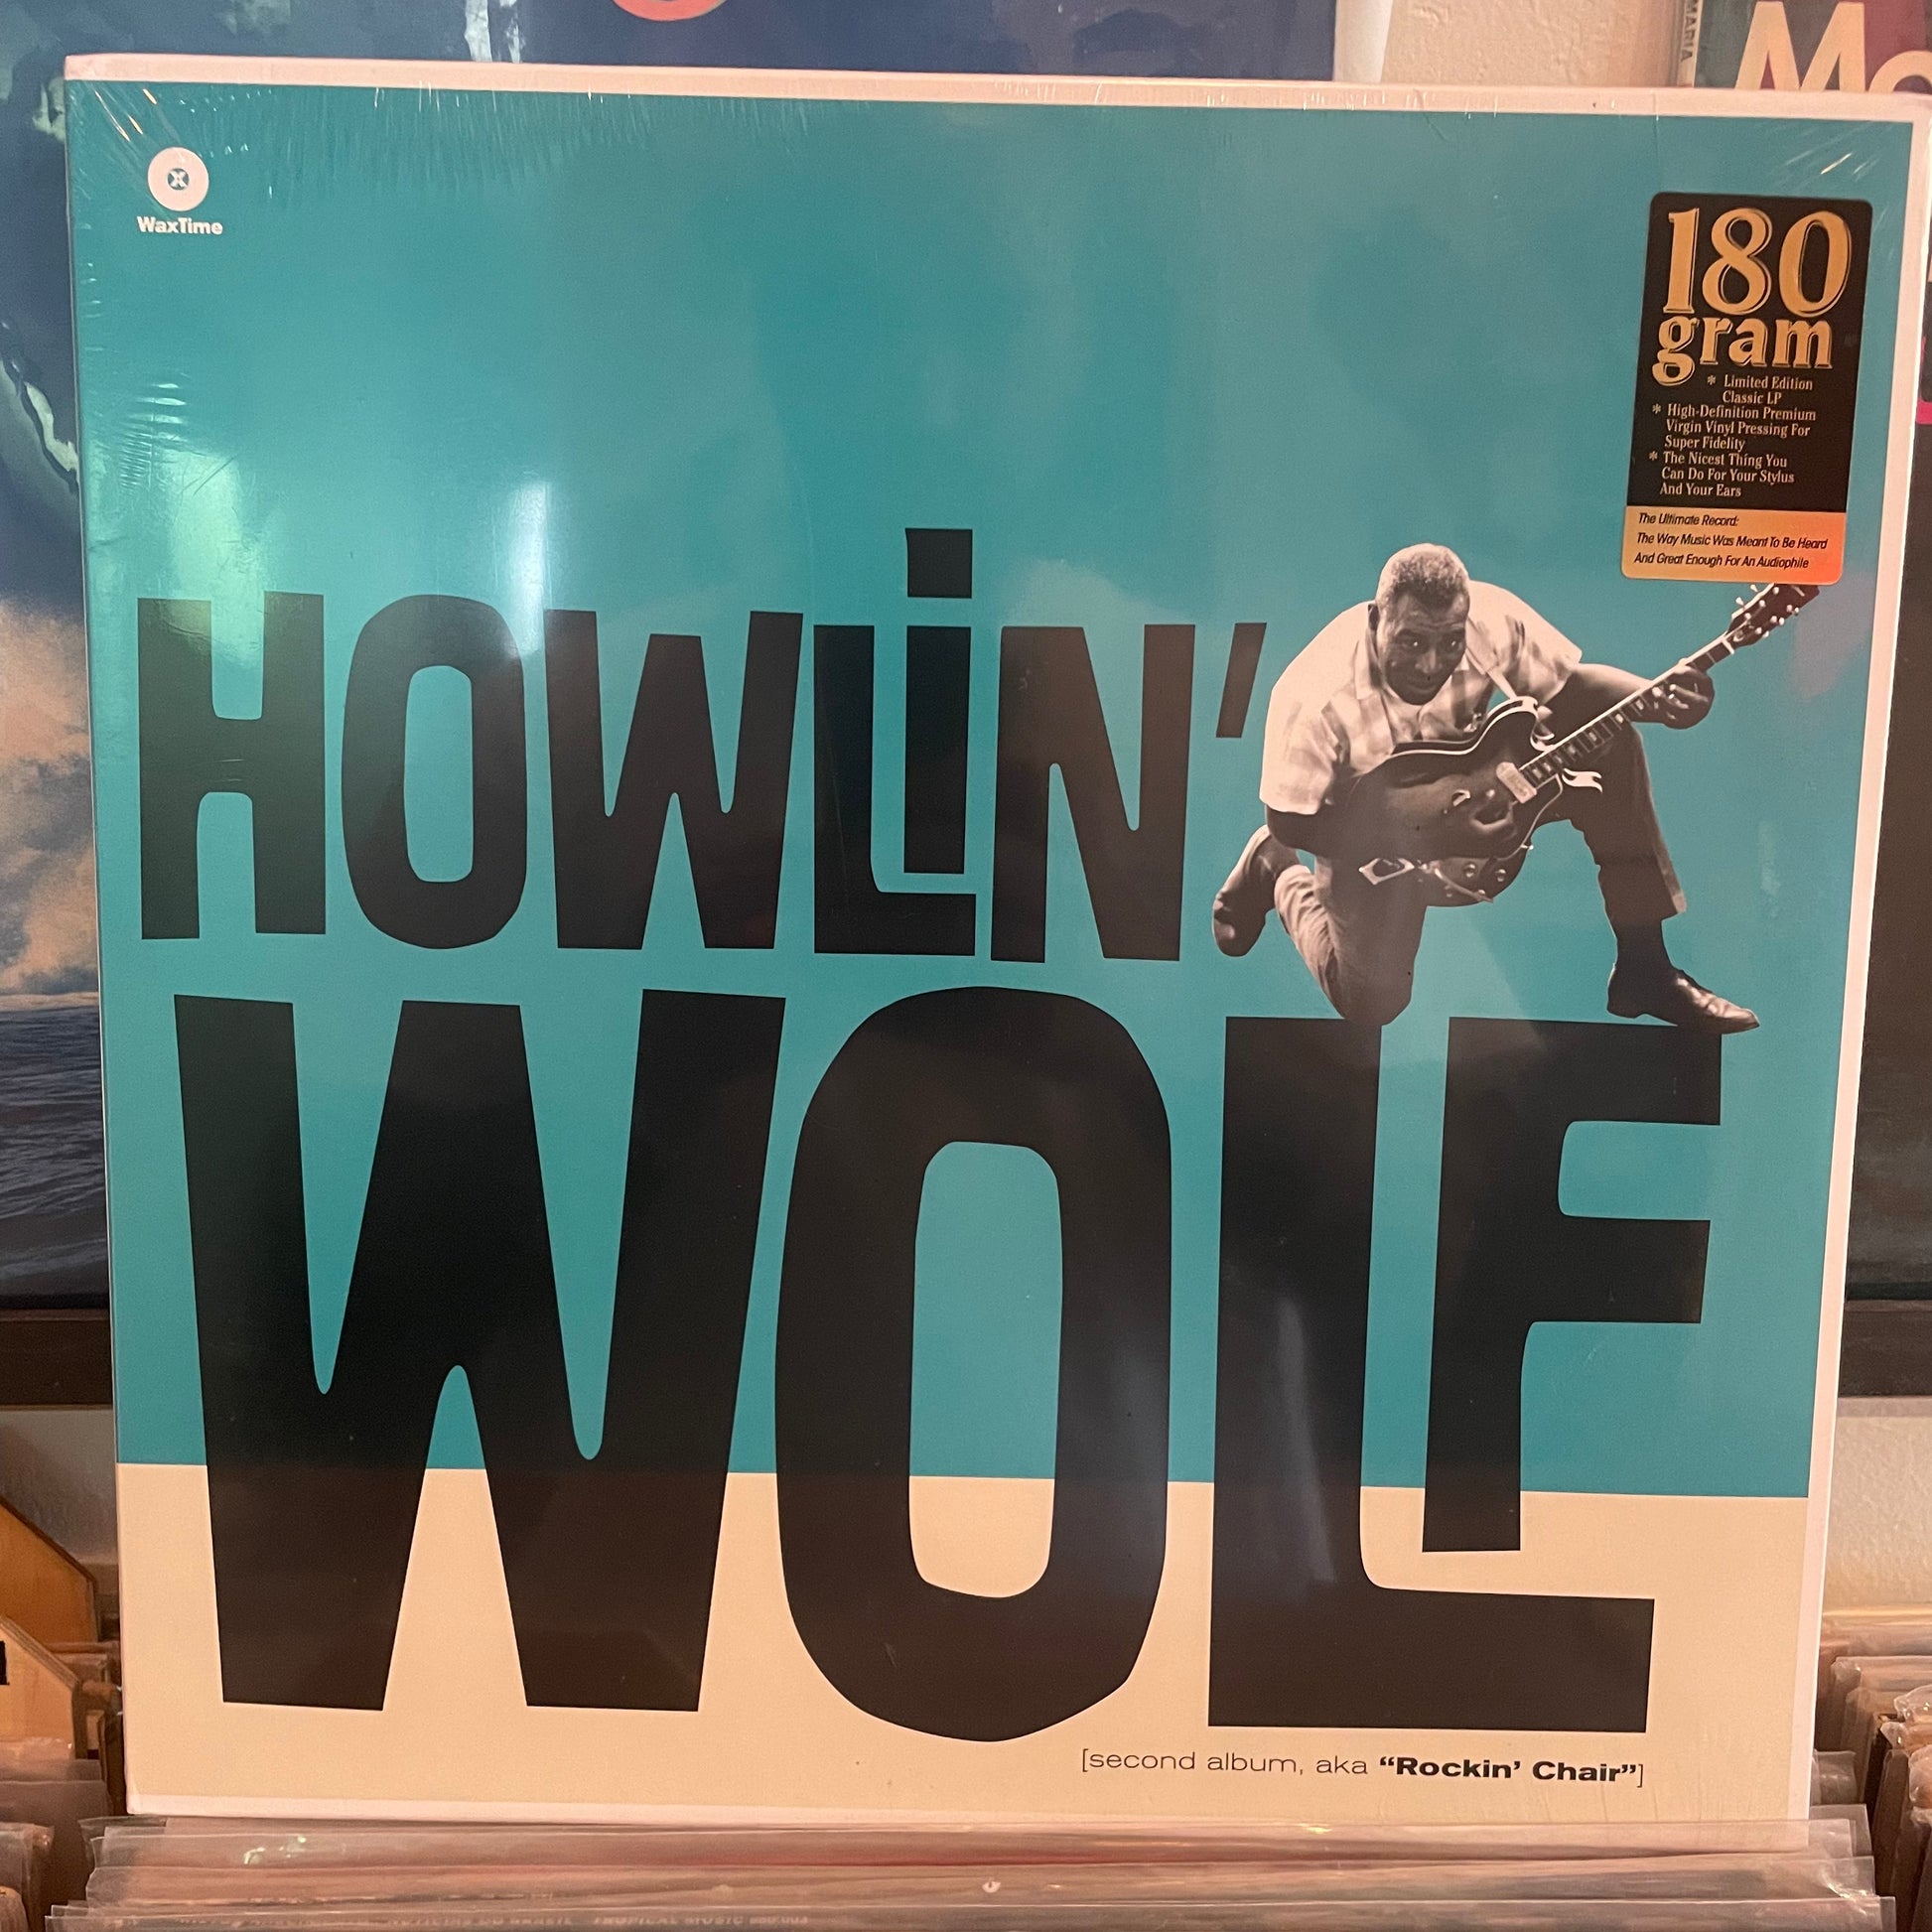 MARIA
Mo
WaxTime
180
gram
* Limited Edition
Classic LP
* High-Definition Premium
Virgin Vinyl Pressing For
Super Fidelity
* The Nicest Thing You
Can Do For Your Stylus
And Your Ears
The Ultimate Record:
The Way Music Was Meant To Be Heard
And Great Enough For An Audiophile
HOWLiN'
WOLF
[second album, aka “Rockin’ Chair”]